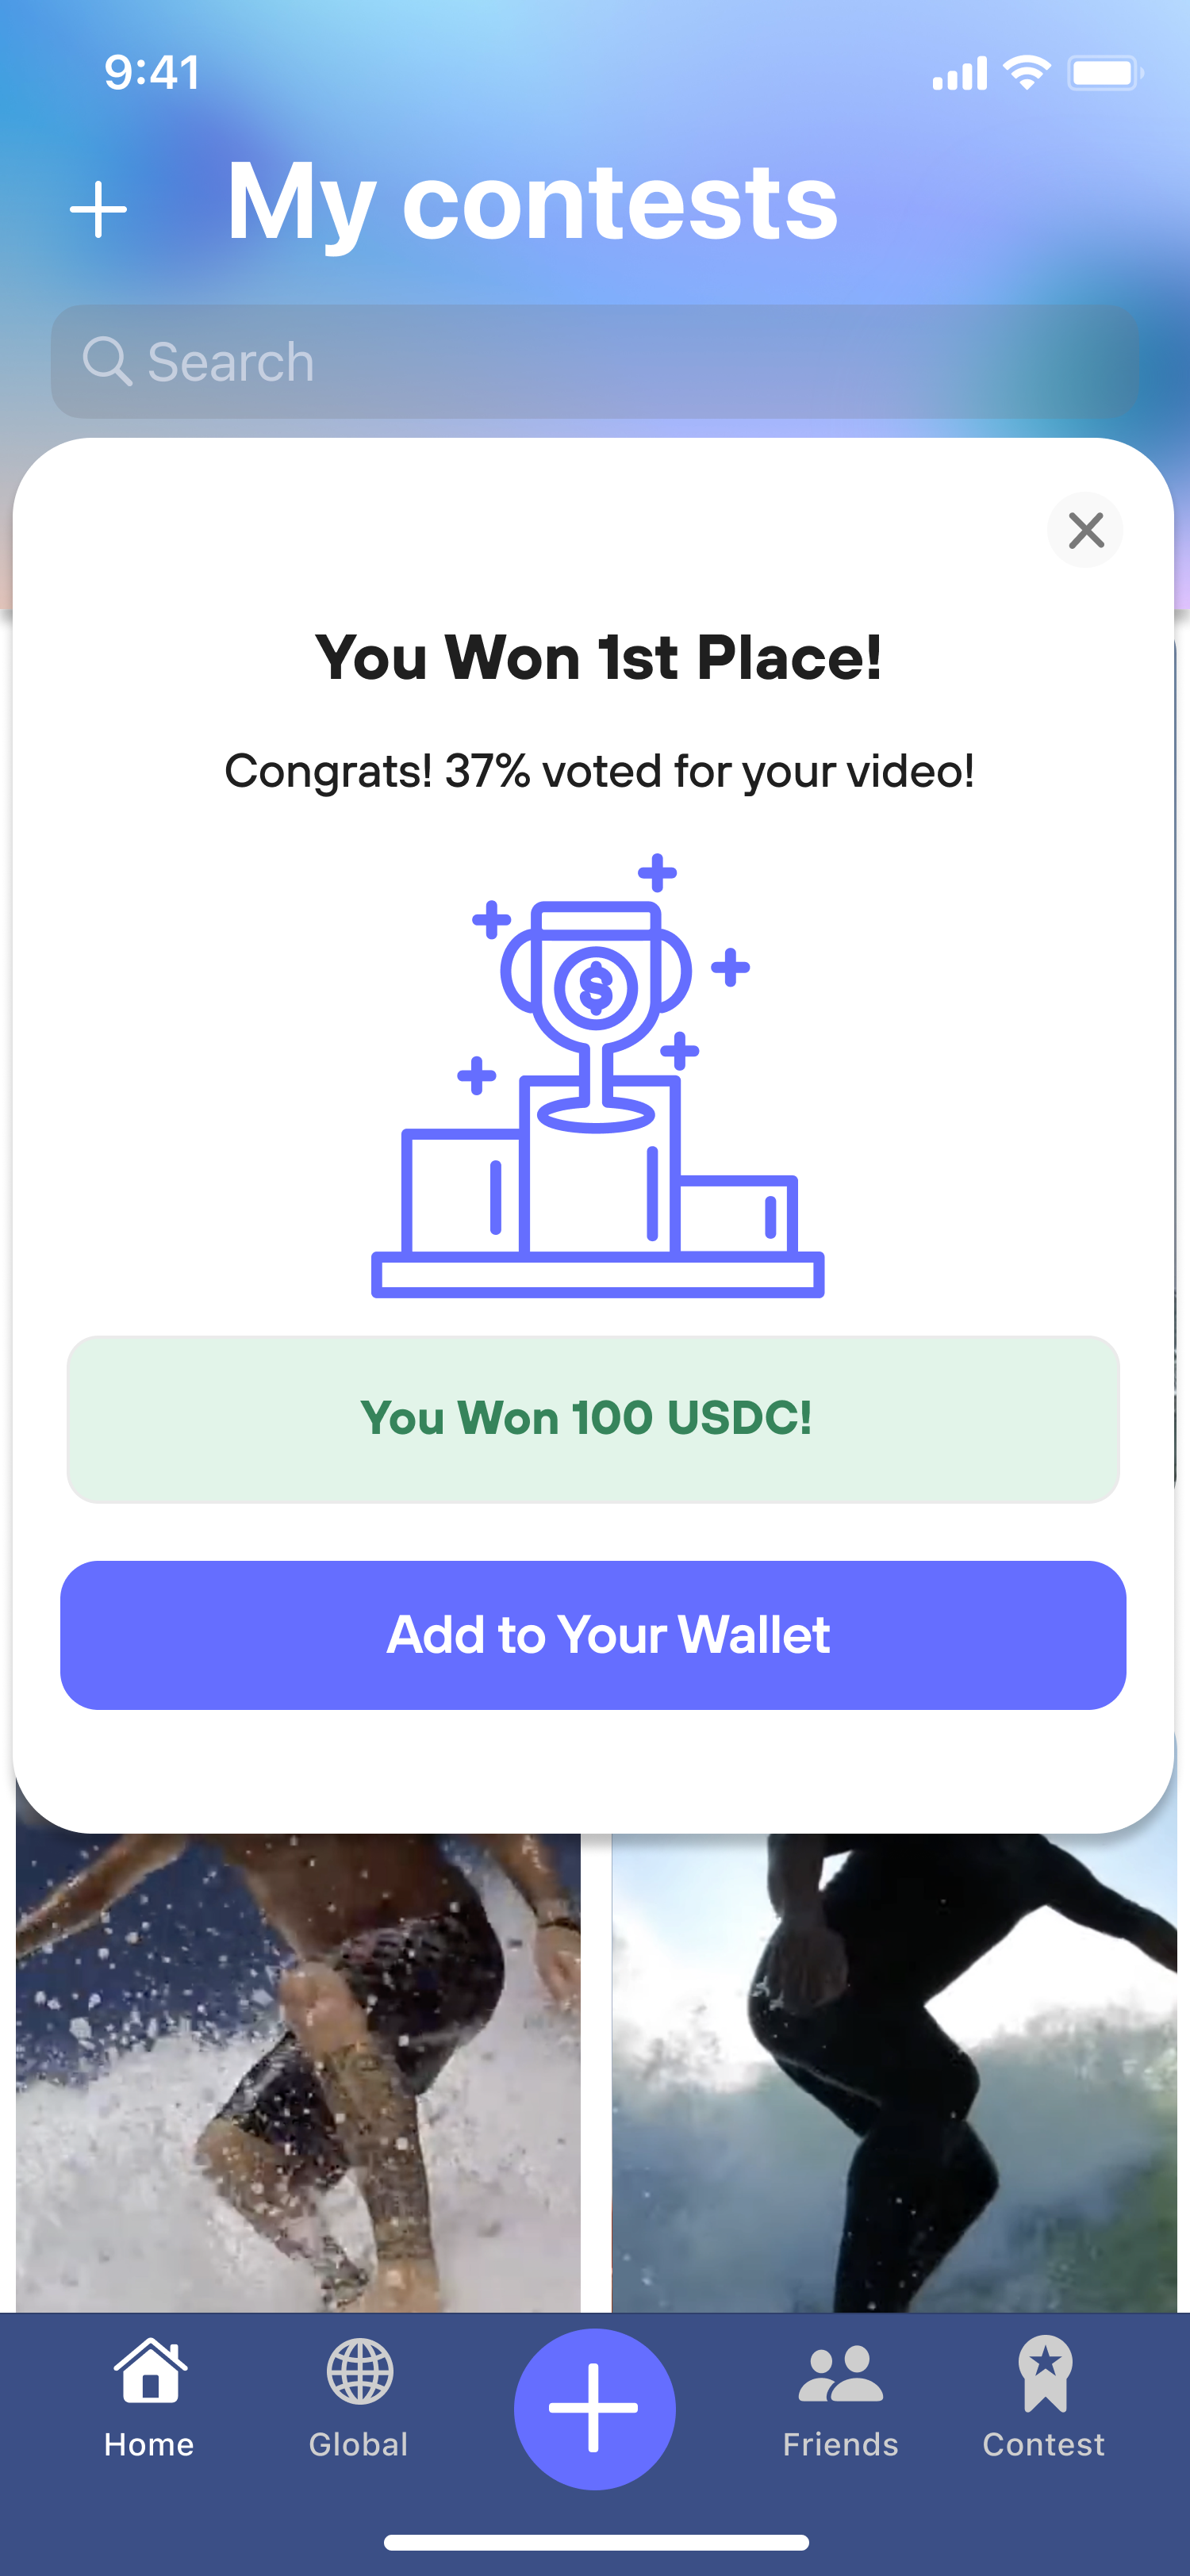 9:41
My contests
Search
You Won 1st Place!
Congrats! 37% voted for your video!
$
You Won 100 USDC!
Add to Your Wallet
Home
Global
Friends
Contest